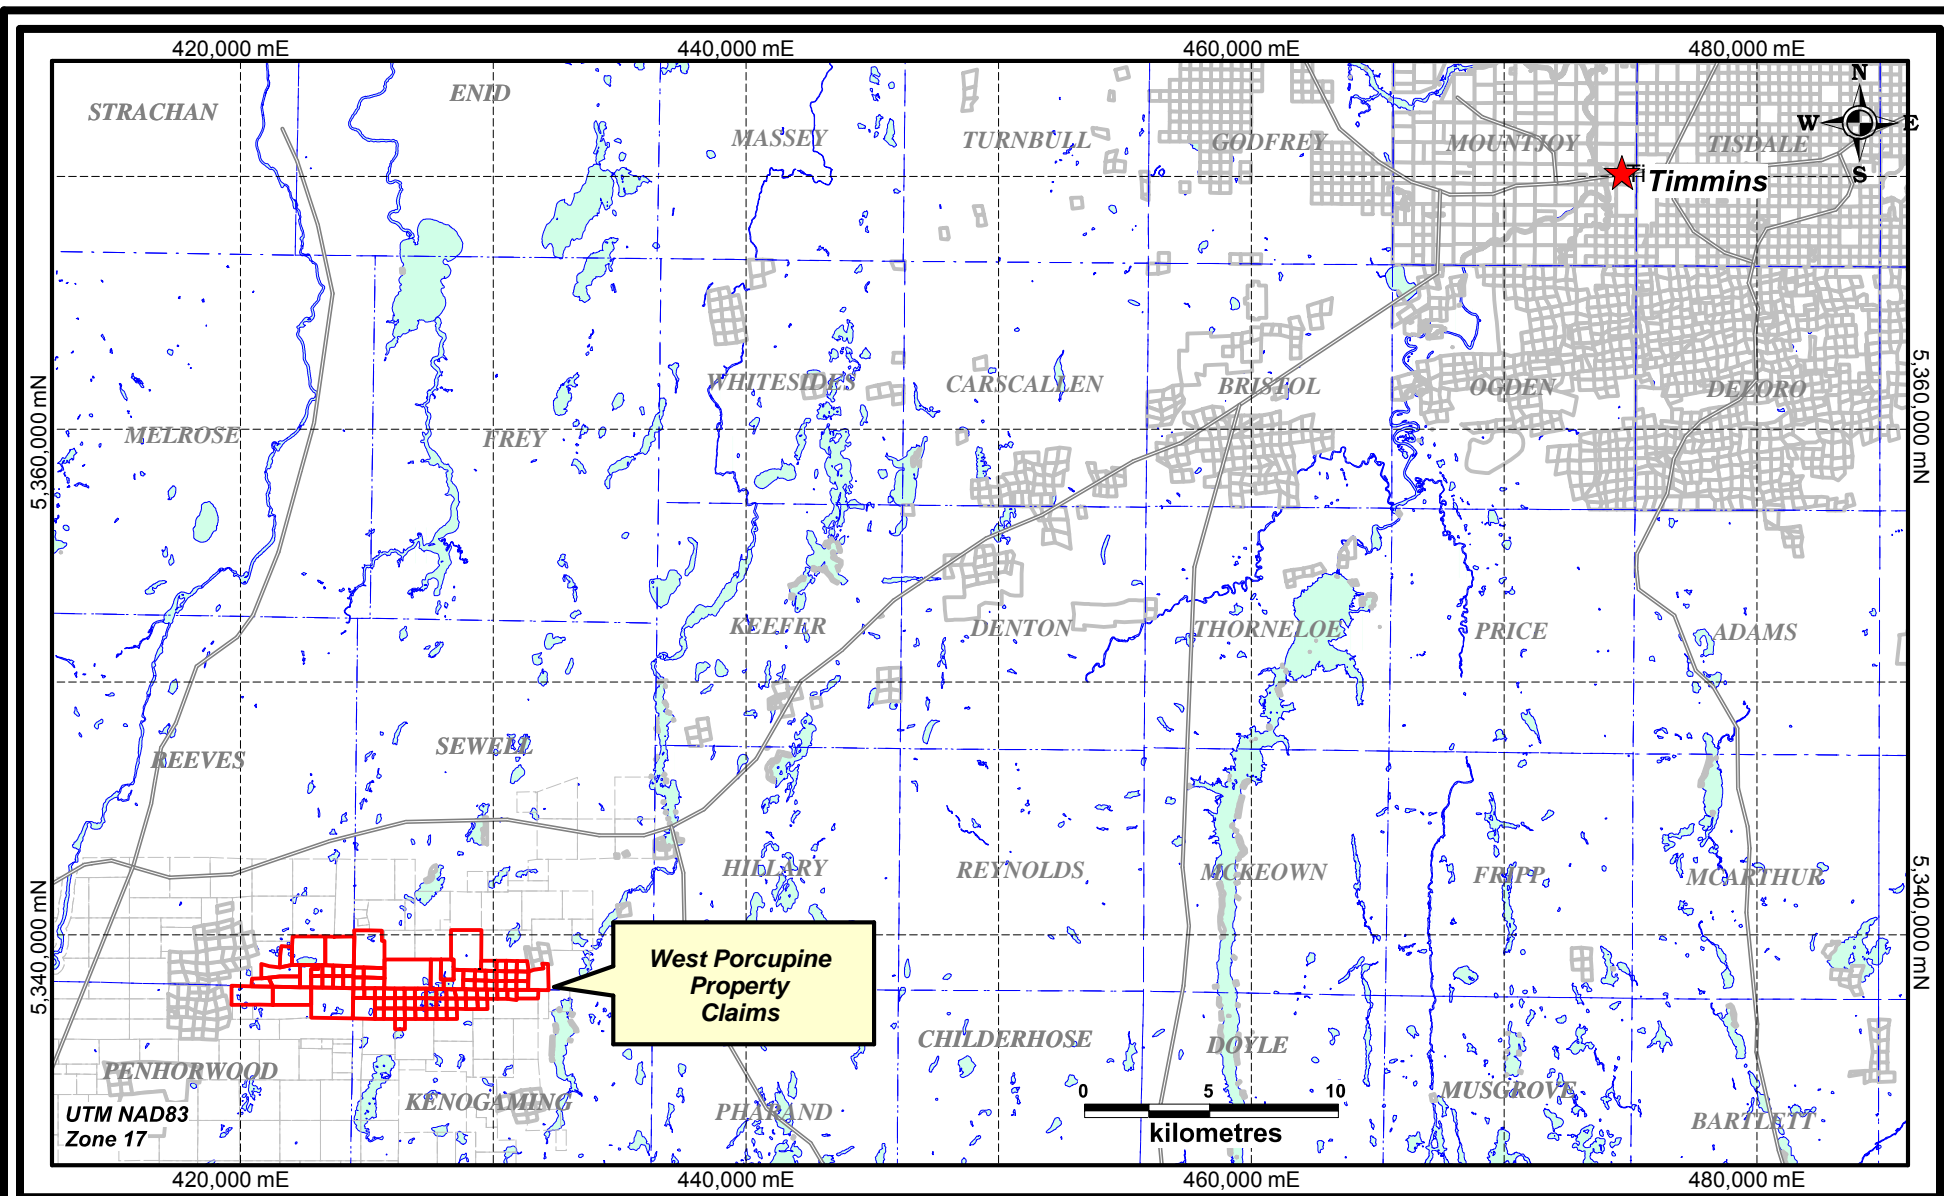 420,000 mE
440,000 mE
460,000 mE
480,000 mE
STRACHAN
ENID
MASSEY
TURNBULL
GODFREY
MOUNTJOY
TISDALE
N
W
E
S
Timmins
5,360,000 mN
5,360,000 mN
WHITESIDES
CARSCALLEN
BRISTOL
OGDEN
DELORO
MELROSE
FREY
KEEFER
DENTON
THORNELOE
PRICE
ADAMS
REEVES
SEWELL
HILLARY
REYNOLDS
MCKEOWN
FRIPP
MCARTHUR
5,340,000 mN
5,340,000 mN
West Porcupine
Property
Claims
CHILDERHOSE
DOYLE
PENHORWOOD
KENOGAMING
PHARAND
MUSGROVE
BARTLETT
UTM NAD83
Zone 17
0 5 10
kilometres
420,000 mE
440,000 mE
460,000 mE
480,000 mE